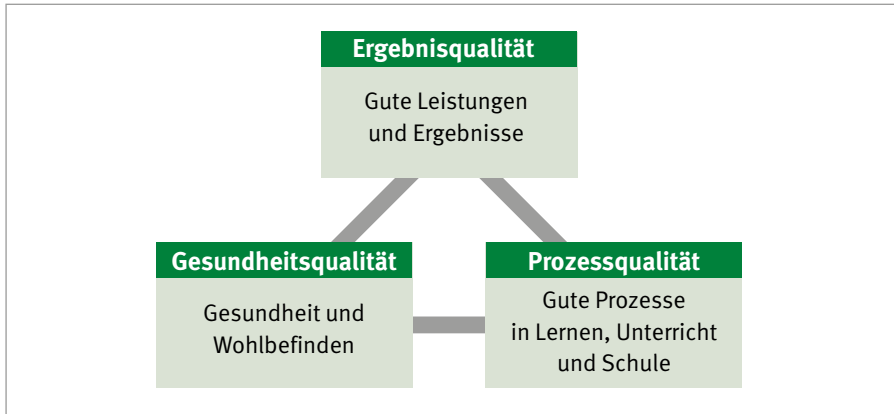 Ergebnisqualität
Gute Leistungen
und Ergebnisse
Gesundheitsqualität
Gesundheit und
Wohlbefinden
Prozessqualität
Gute Prozesse
in Lernen, Unterricht
und Schule